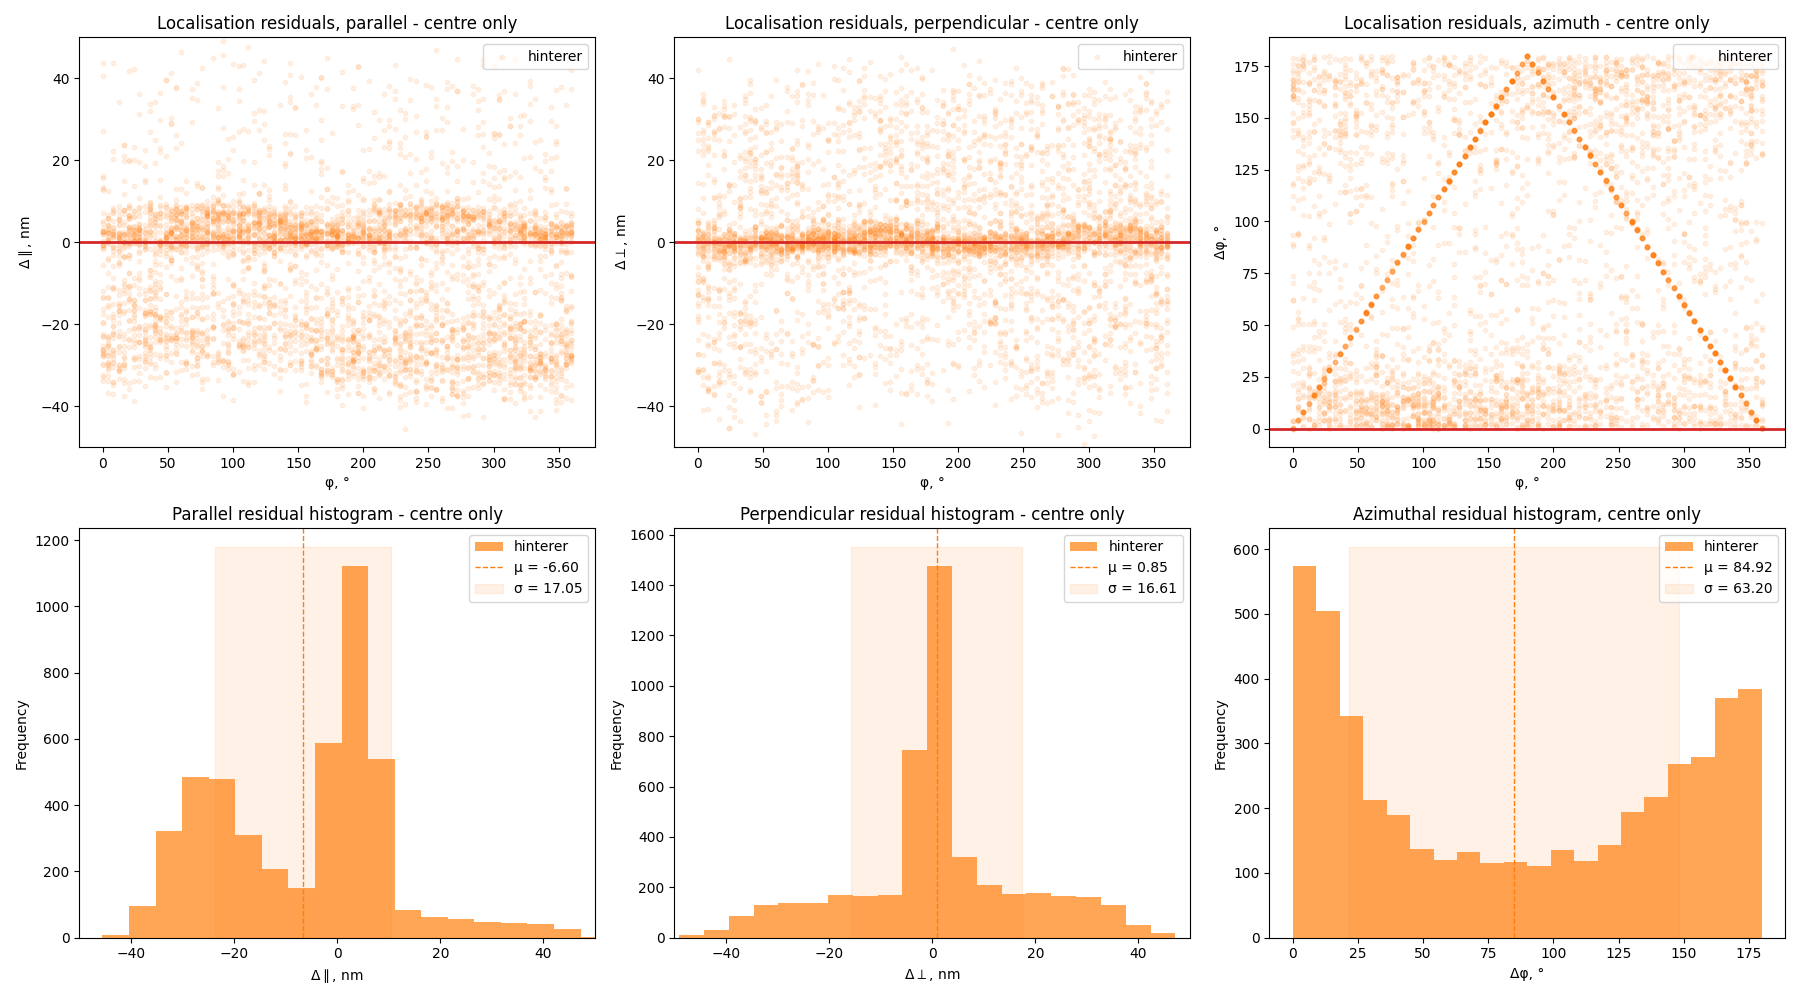 Localisation residuals, parallel - centre only
hinterer
40
20
0
−20
−40
Δ∥, nm
0 50 100 150 200 250 300 350
φ, °
Localisation residuals, perpendicular - centre only
hinterer
40
20
0
−20
−40
Δ⊥, nm
0 50 100 150 200 250 300 350
φ, °
Localisation residuals, azimuth - centre only
hinterer
175
150
125
100
75
50
25
0
Δφ, °
0 50 100 150 200 250 300 350
φ, °
Parallel residual histogram - centre only
hinterer
μ = -6.60
σ = 17.05
1200
1000
800
600
400
200
0
Frequency
−40 −20 0 20 40
Δ∥, nm
Perpendicular residual histogram - centre only
hinterer
μ = 0.85
σ = 16.61
1600
1400
1200
1000
800
600
400
200
0
Frequency
−40 −20 0 20 40
Δ⊥, nm
Azimuthal residual histogram, centre only
hinterer
μ = 84.92
σ = 63.20
600
500
400
300
200
100
0
Frequency
0 25 50 75 100 125 150 175
Δφ, °